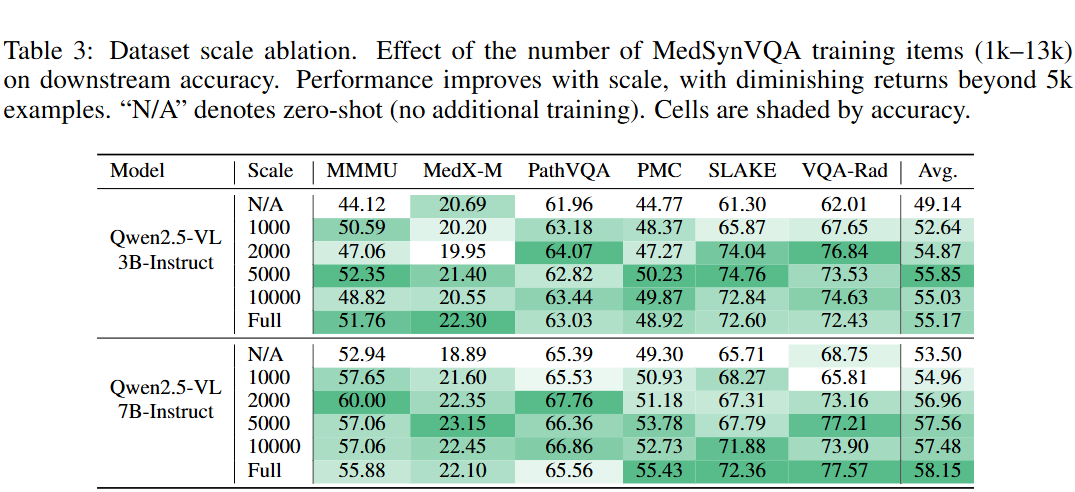 Table 3: Dataset scale ablation. Effect of the number of MedSynVQA training items (1k–13k)
on downstream accuracy. Performance improves with scale, with diminishing returns beyond 5k
examples. “N/A” denotes zero-shot (no additional training). Cells are shaded by accuracy.
Model Scale MMMU MedX-M PathVQA PMC SLAKE VQA-Rad Avg.
N/A 44.12 20.69 61.96 44.77 61.30 62.01 49.14
1000 50.59 20.20 63.18 48.37 65.87 67.65 52.64
Qwen2.5-VL
2000 47.06 19.95 64.07 47.27 74.04 76.84 54.87
3B-Instruct
5000 52.35 21.40 62.82 50.23 74.76 73.53 55.85
10000 48.82 20.55 63.44 49.87 72.84 74.63 55.03
Full 51.76 22.30 63.03 48.92 72.60 72.43 55.17
N/A 52.94 18.89 65.39 49.30 65.71 68.75 53.50
1000 57.65 21.60 65.53 50.93 68.27 65.81 54.96
Qwen2.5-VL
2000 60.00 22.35 67.76 51.18 67.31 73.16 56.96
7B-Instruct
5000 57.06 23.15 66.36 53.78 67.79 77.21 57.56
10000 57.06 22.45 66.86 52.73 71.88 73.90 57.48
Full 55.88 22.10 65.56 55.43 72.36 77.57 58.15